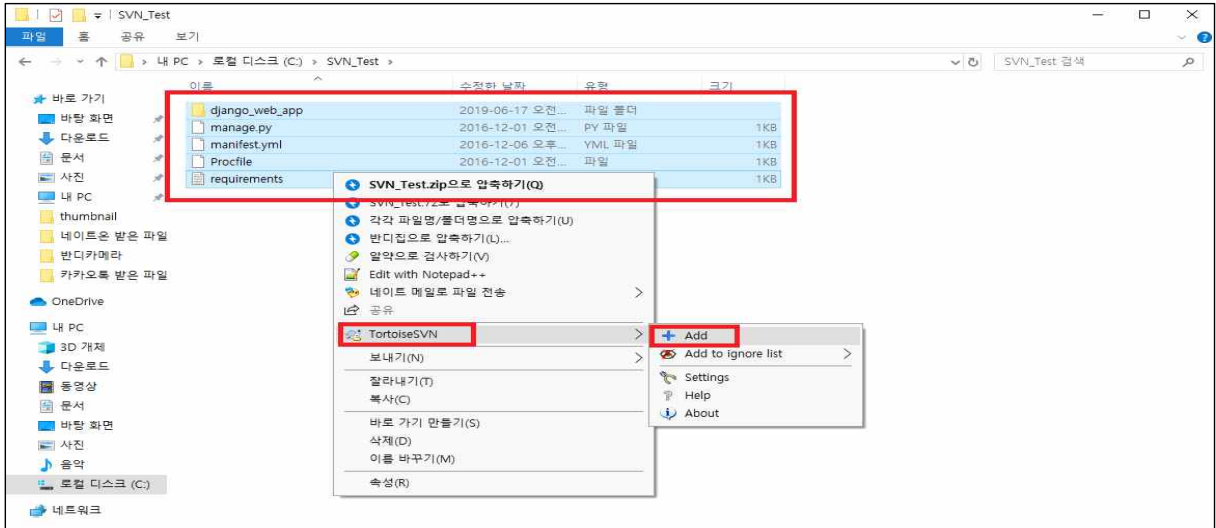 SVN_Test
파일 홈 공유 보기
내 PC > 로컬 디스크 (C:) > SVN_Test >
SVN_Test 검색
이름 수정한 날짜 유형 크기
바로 가기
바탕 화면
다운로드
문서
사진
내 PC
thumbnail
네이트온 받은 파일
반디카메라
카카오톡 받은 파일
OneDrive
내 PC
3D 개체
다운로드
동영상
문서
바탕 화면
사진
음악
로컬 디스크 (C:)
네트워크
django_web_app 2019-06-17 오전... 파일 폴더
manage.py 2016-12-01 오전... PY 파일 1KB
manifest.yml 2016-12-06 오후... YML 파일 1KB
Procfile 2016-12-01 오전... 파일 1KB
requirements 1KB
SVN_Test.zip으로 압축하기(Q)
SVN_Test.7z로 압축하기(7)
각각 파일명/폴더명으로 압축하기(U)
반디집으로 압축하기(L)...
알약으로 검사하기(V)
Edit with Notepad++
네이트 메일로 파일 전송
공유
TortoiseSVN
보내기(N)
잘라내기(T)
복사(C)
바로 가기 만들기(S)
삭제(D)
이름 바꾸기(M)
속성(R)
Add
Add to ignore list
Settings
Help
About